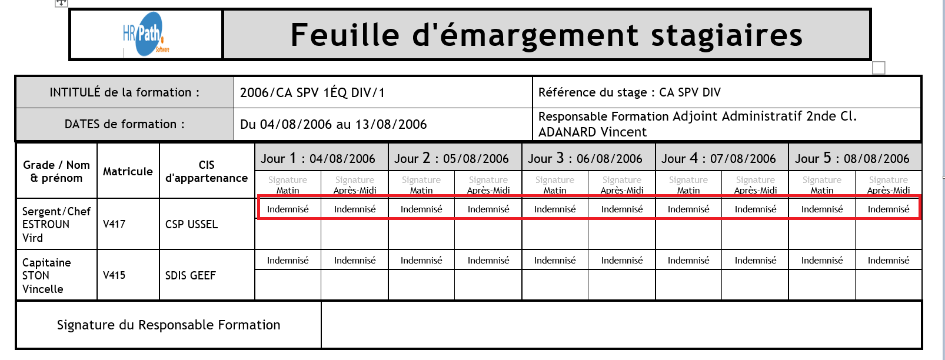 HR Path
Software
Feuille d'émargement stagiaires
INTITULÉ de la formation :
2006/CA SPV 1ÉQ DIV/1
Référence du stage : CA SPV DIV
DATES de formation :
Du 04/08/2006 au 13/08/2006
Responsable Formation Adjoint Administratif 2nde Cl.
ADANARD Vincent
Grade / Nom
& prénom
Matricule
CIS
d'appartenance
Jour 1 : 04/08/2006
Jour 2 : 05/08/2006
Jour 3 : 06/08/2006
Jour 4 : 07/08/2006
Jour 5 : 08/08/2006
Signature Signature Signature Signature Signature Signature Signature Signature Signature Signature
Matin Après-Midi Matin Après-Midi Matin Après-Midi Matin Après-Midi Matin Après-Midi
Sergent/Chef
ESTROUN
Vird
V417
CSP USSEL
Indemnisé Indemnisé Indemnisé Indemnisé Indemnisé Indemnisé Indemnisé Indemnisé Indemnisé Indemnisé
Capitaine
STON
Vincelle
V415
SDIS GEEF
Indemnisé Indemnisé Indemnisé Indemnisé Indemnisé Indemnisé Indemnisé Indemnisé Indemnisé Indemnisé
Signature du Responsable Formation